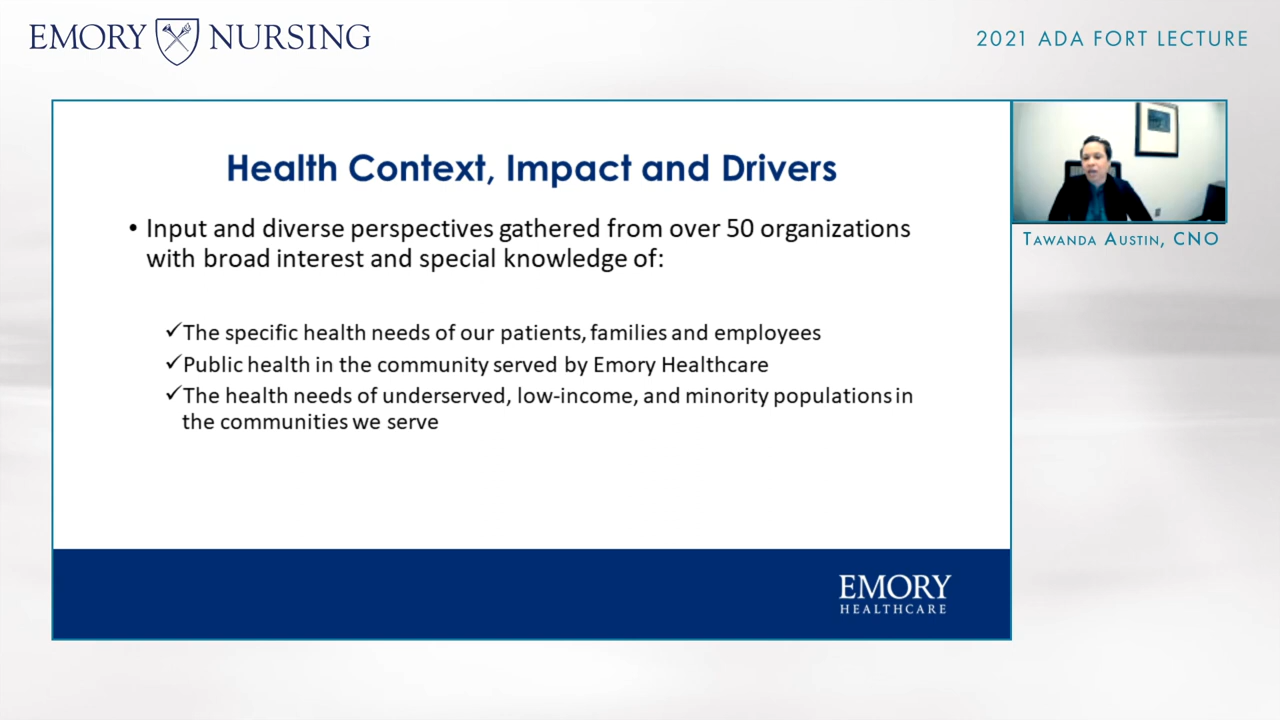 EMORY NURSING
2021 ADA FORT LECTURE
Health Context, Impact and Drivers
• Input and diverse perspectives gathered from over 50 organizations
with broad interest and special knowledge of:
✓The specific health needs of our patients, families and employees
✓Public health in the community served by Emory Healthcare
✓The health needs of underserved, low-income, and minority populations in
the communities we serve
TAWANDA AUSTIN, CNO
EMORY
HEALTHCARE